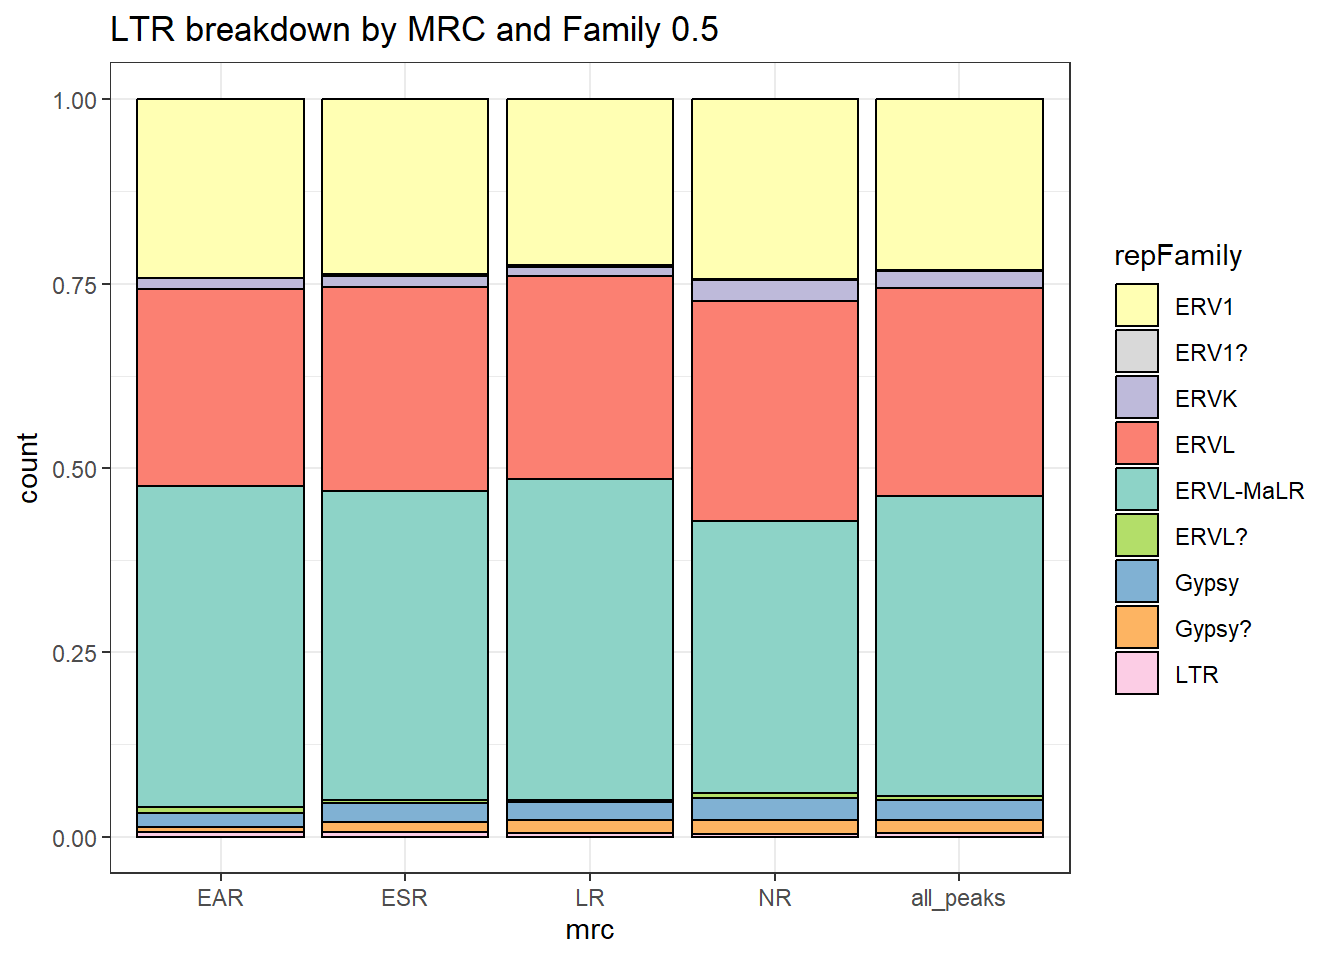 LTR breakdown by MRC and Family 0.5
count
1.00
0.75
0.50
0.25
0.00
EAR
ESR
LR
NR
all_peaks
mrc
repFamily
ERV1
ERV1?
ERVK
ERVL
ERVL-MaLR
ERVL?
Gypsy
Gypsy?
LTR